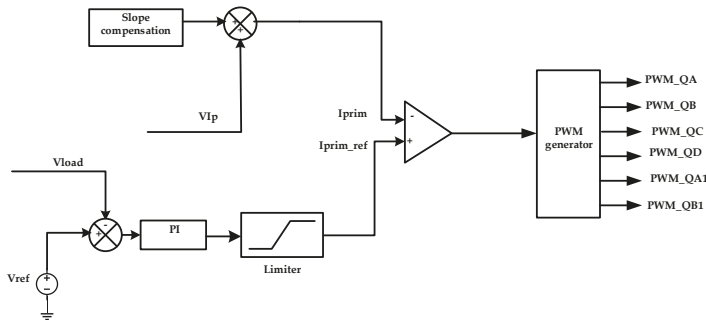 Slope
compensation
+
+
VIp
Iprim
-
Iprim_ref
+
PWM
generator
PWM_QA
PWM_QB
PWM_QC
PWM_QD
PWM_QA1
PWM_QB1
Vload
-
+
PI
Limiter
Vref
+
−